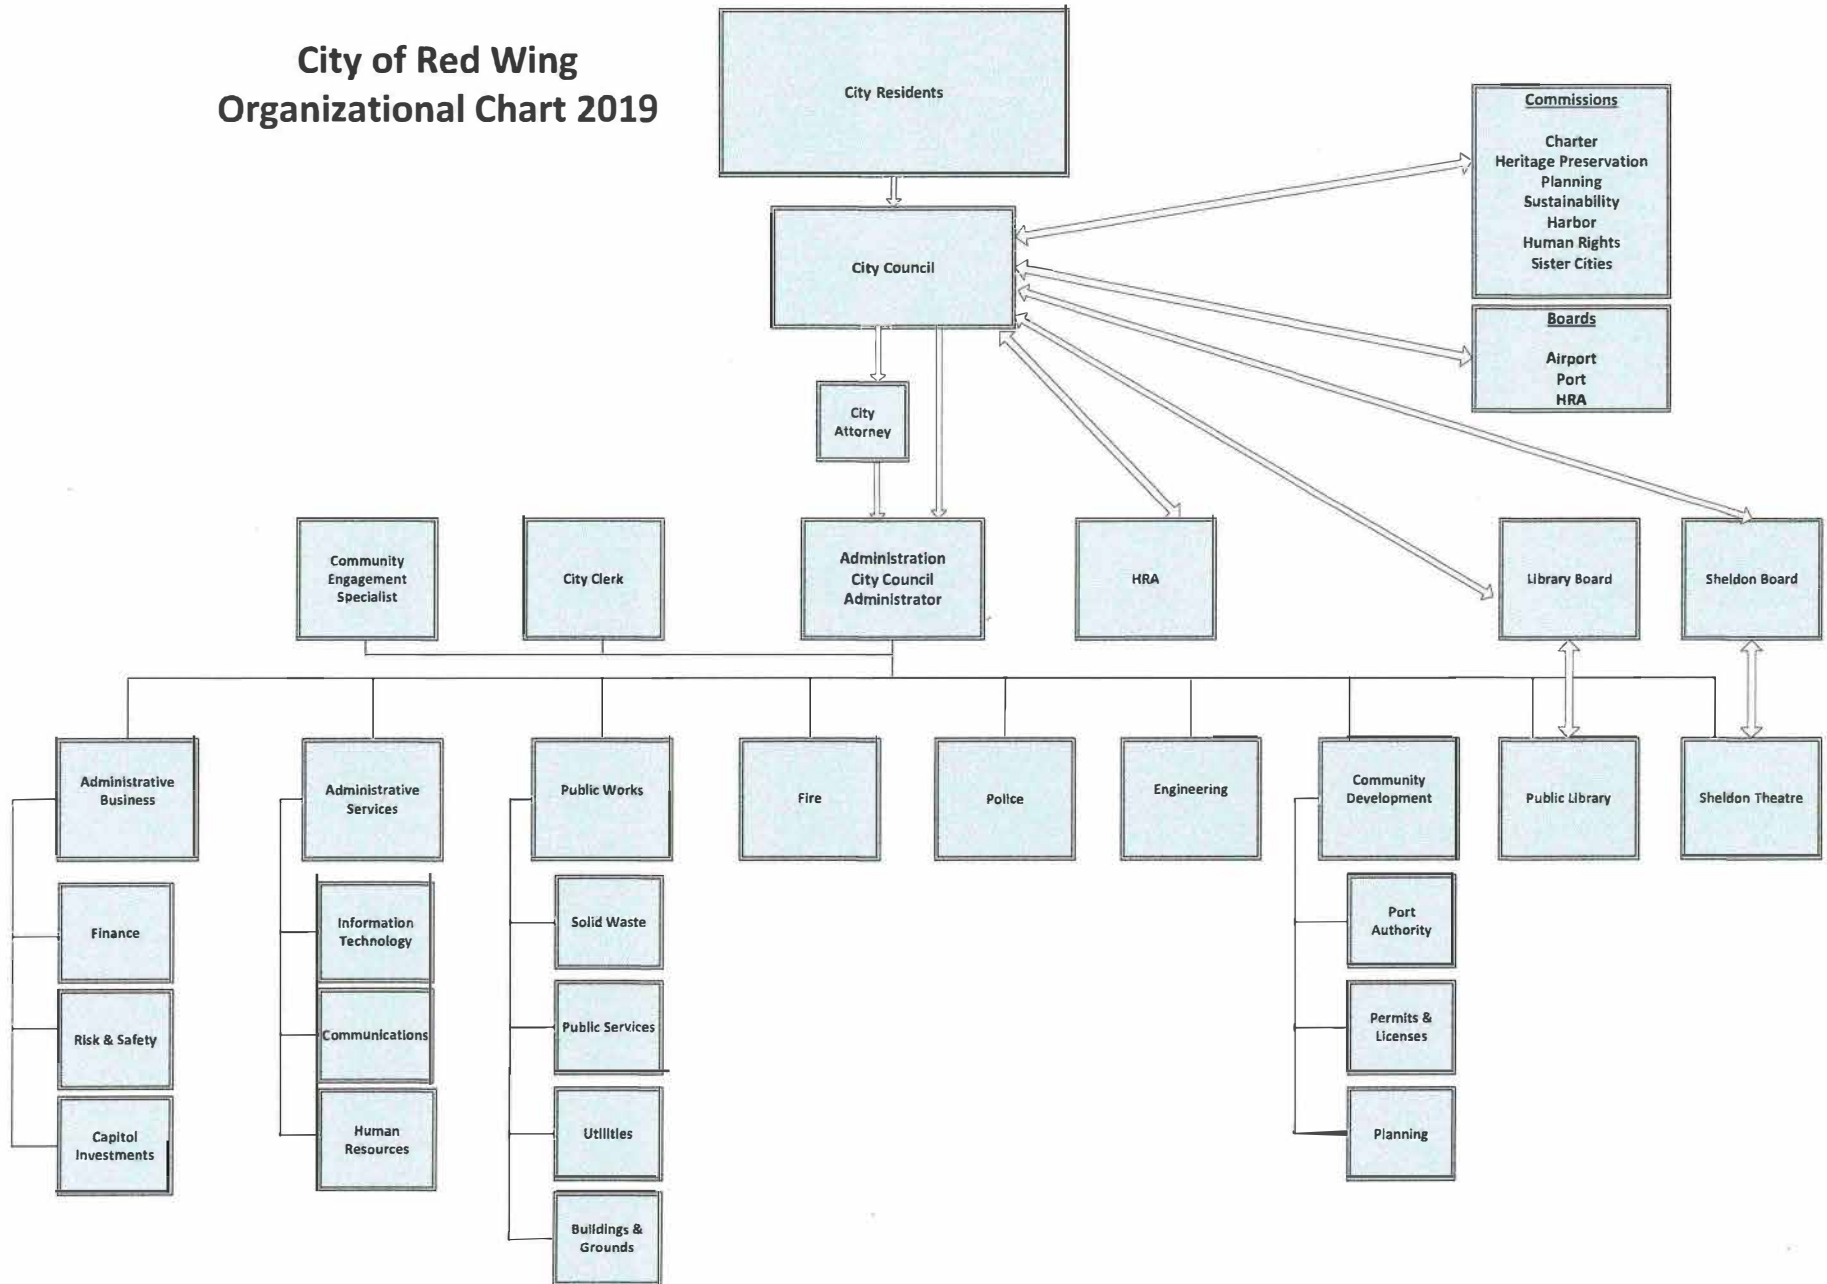 City of Red Wing
Organizational Chart 2019
City Residents
Commissions
Charter
Heritage Preservation
Planning
Sustainability
Harbor
Human Rights
Sister Cities
City Council
Boards
Airport
Port
HRA
City
Attorney
Community
Engagement
Specialist
City Clerk
Administration
City Council
Administrator
HRA
Library Board
Sheldon Board
Administrative
Business
Administrative
Services
Public Works
Fire
Police
Engineering
Community
Development
Public Library
Sheldon Theatre
Finance
Risk & Safety
Capitol
Investments
Information
Technology
Communications
Human
Resources
Solid Waste
Public Services
Utilities
Buildings &
Grounds
Port
Authority
Permits &
Licenses
Planning